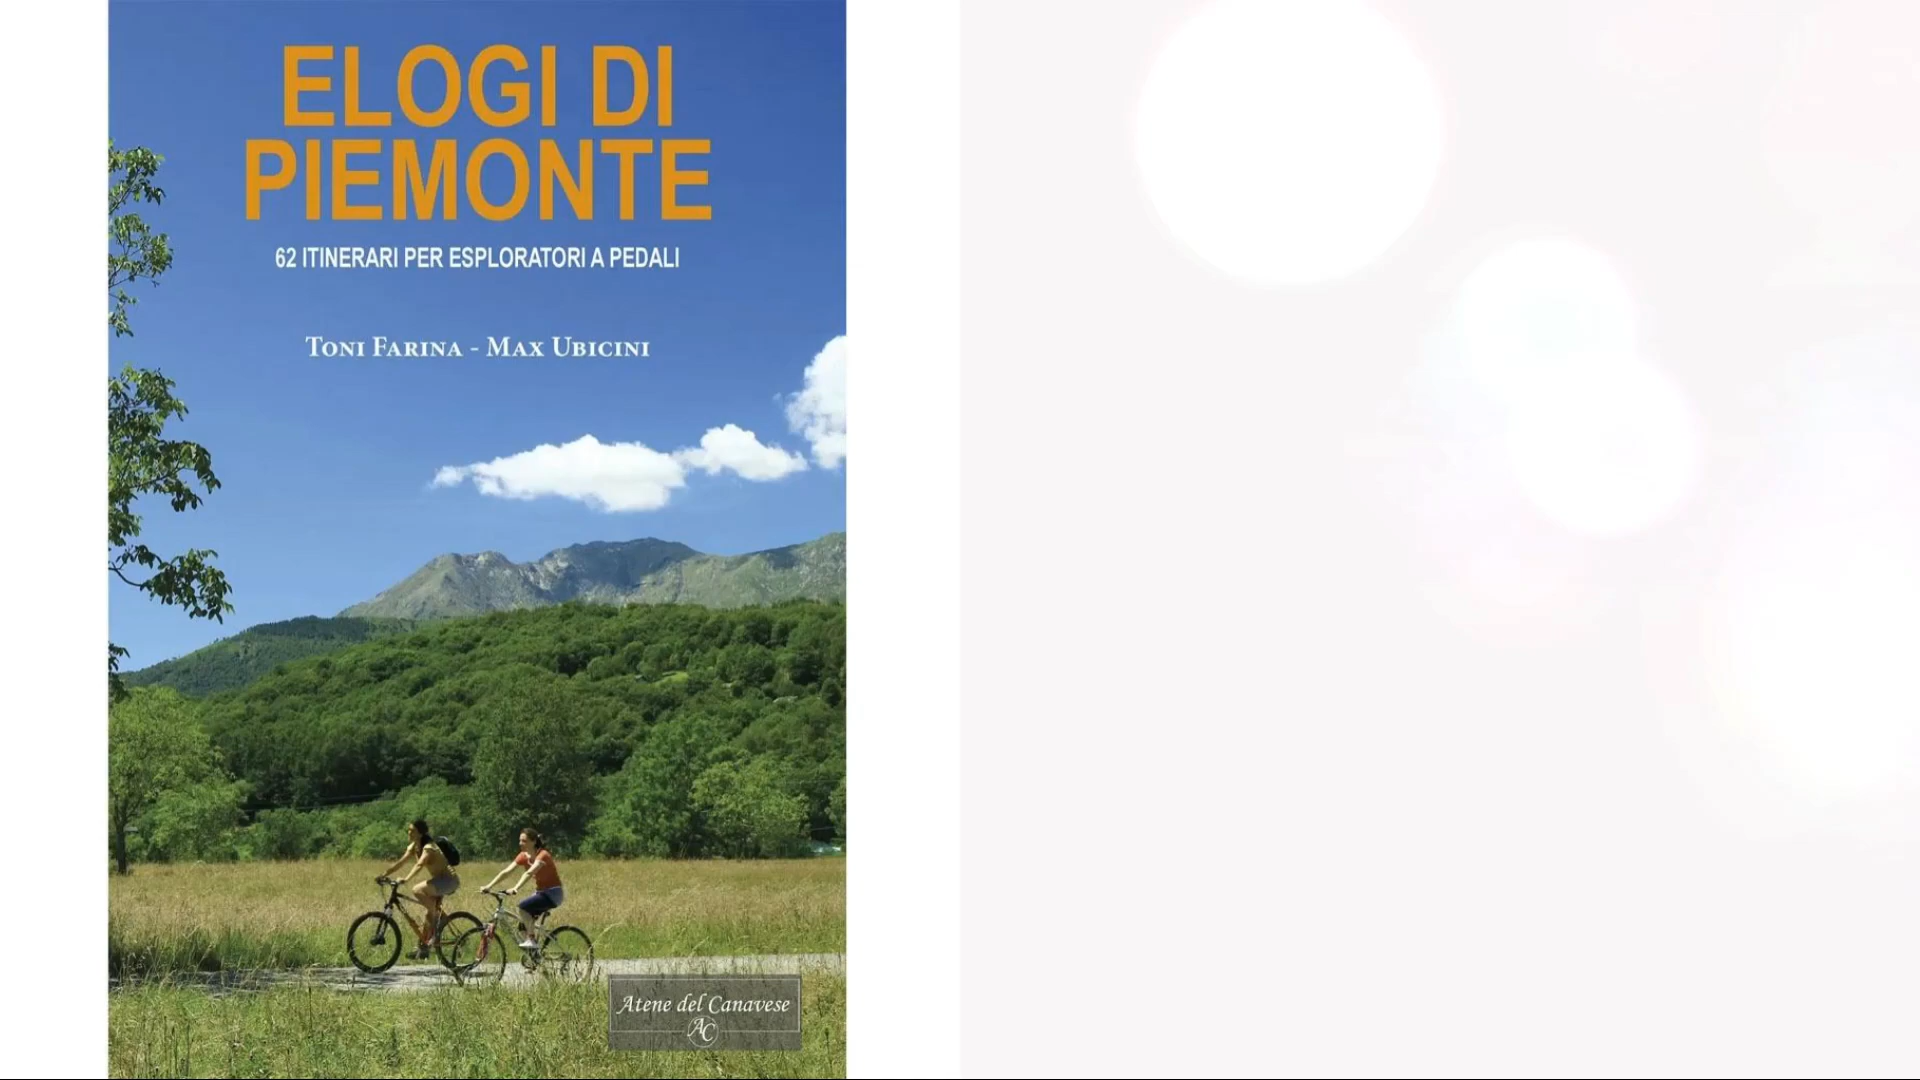 ELOGI DI
PIEMONTE
62 ITINERARI PER ESPLORATORI A PEDALI
TONI FARINA - MAX UBICINI
Atene del Canavese
AC